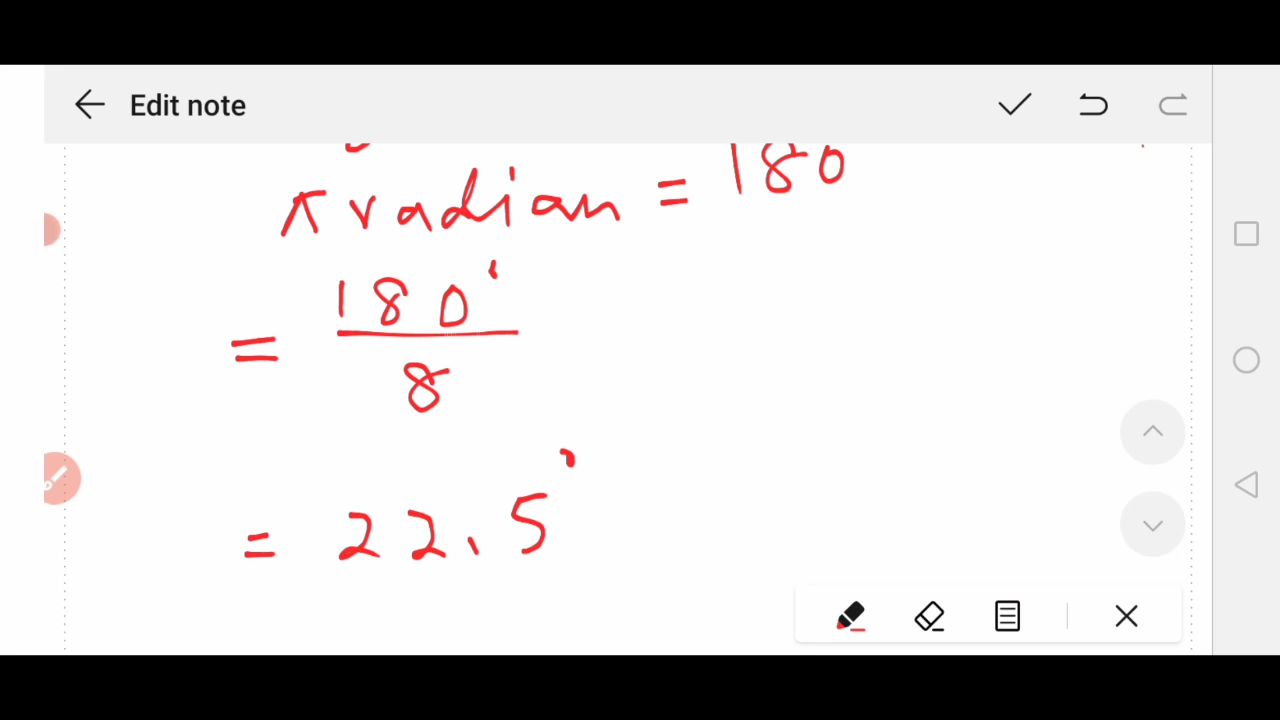 Edit note
π radian = 180
= 180° / 8
= 22.5°